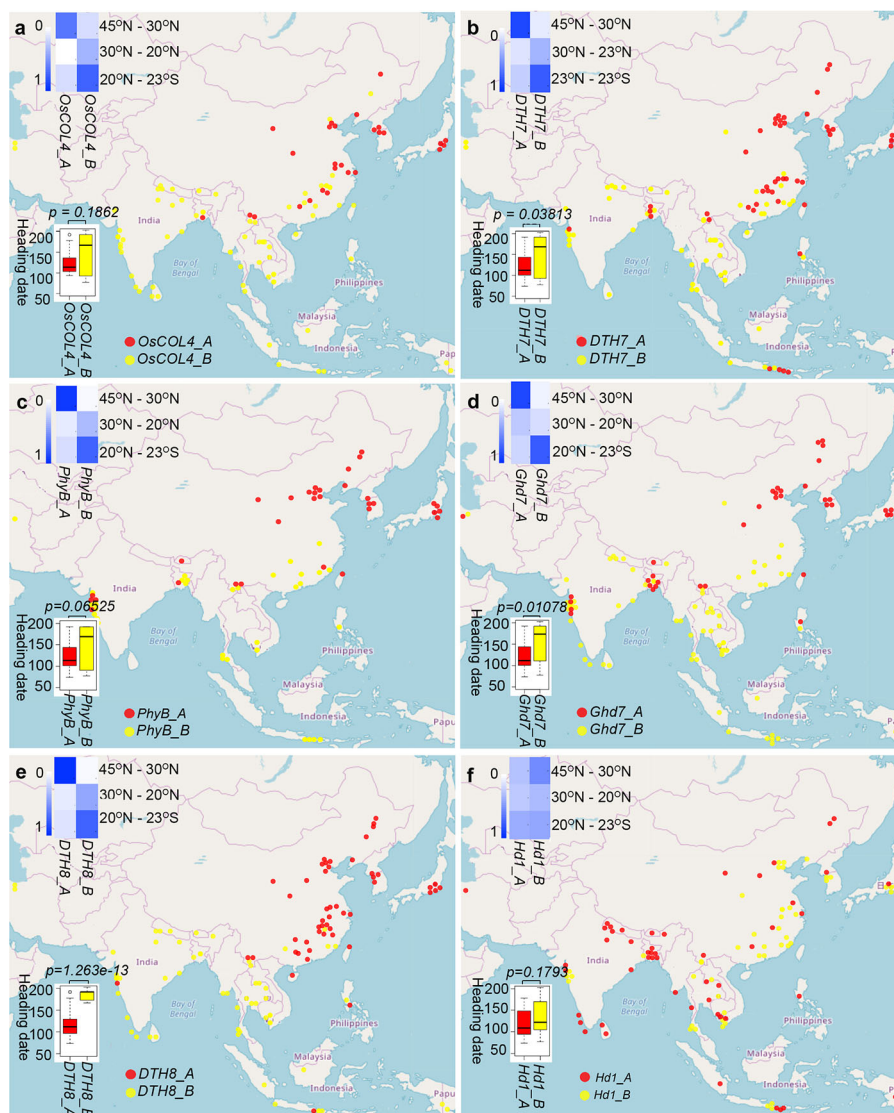 a
0
1
45°N - 30°N
30°N - 20°N
20°N - 23°S
OsCOL4_A
OsCOL4_B
p = 0.1862
Heading date
200
150
100
50
OsCOL4_A
OsCOL4_B
India
Bay of
Bengal
Philippines
Malaysia
Indonesia
Papu
OsCOL4_A
OsCOL4_B
b
0
1
45°N - 30°N
30°N - 23°N
23°N - 23°S
DTH7_A
DTH7_B
p = 0.03813
Heading date
200
150
100
50
DTH7_A
DTH7_B
India
Bay of
Bengal
Philippines
Malaysia
Indonesia
Pap
DTH7_A
DTH7_B
c
0
1
45°N - 30°N
30°N - 20°N
20°N - 23°S
PhyB_A
PhyB_B
p=0.06525
Heading date
200
150
100
50
PhyB_A
PhyB_B
India
Bay of
Bengal
Philippines
Malaysia
Indonesia
Papu
PhyB_A
PhyB_B
d
0
1
45°N - 30°N
30°N - 20°N
20°N - 23°S
Ghd7_A
Ghd7_B
p=0.01078
Heading date
200
150
100
50
Ghd7_A
Ghd7_B
India
Bay of
Bengal
Philippines
Malaysia
Indonesia
Pap
Ghd7_A
Ghd7_B
e
0
1
45°N - 30°N
30°N - 20°N
20°N - 23°S
DTH8_A
DTH8_B
p=1.263e-13
Heading date
200
150
100
50
DTH8_A
DTH8_B
India
Bay of
Bengal
Philippines
Malaysia
Indonesia
DTH8_A
DTH8_B
f
0
1
45°N - 30°N
30°N - 20°N
20°N - 23°S
Hd1_A
Hd1_B
p=0.1793
Heading date
200
150
100
50
Hd1_A
Hd1_B
India
Bay of
Bengal
Philippines
Malaysia
Indonesia
Hd1_A
Hd1_B